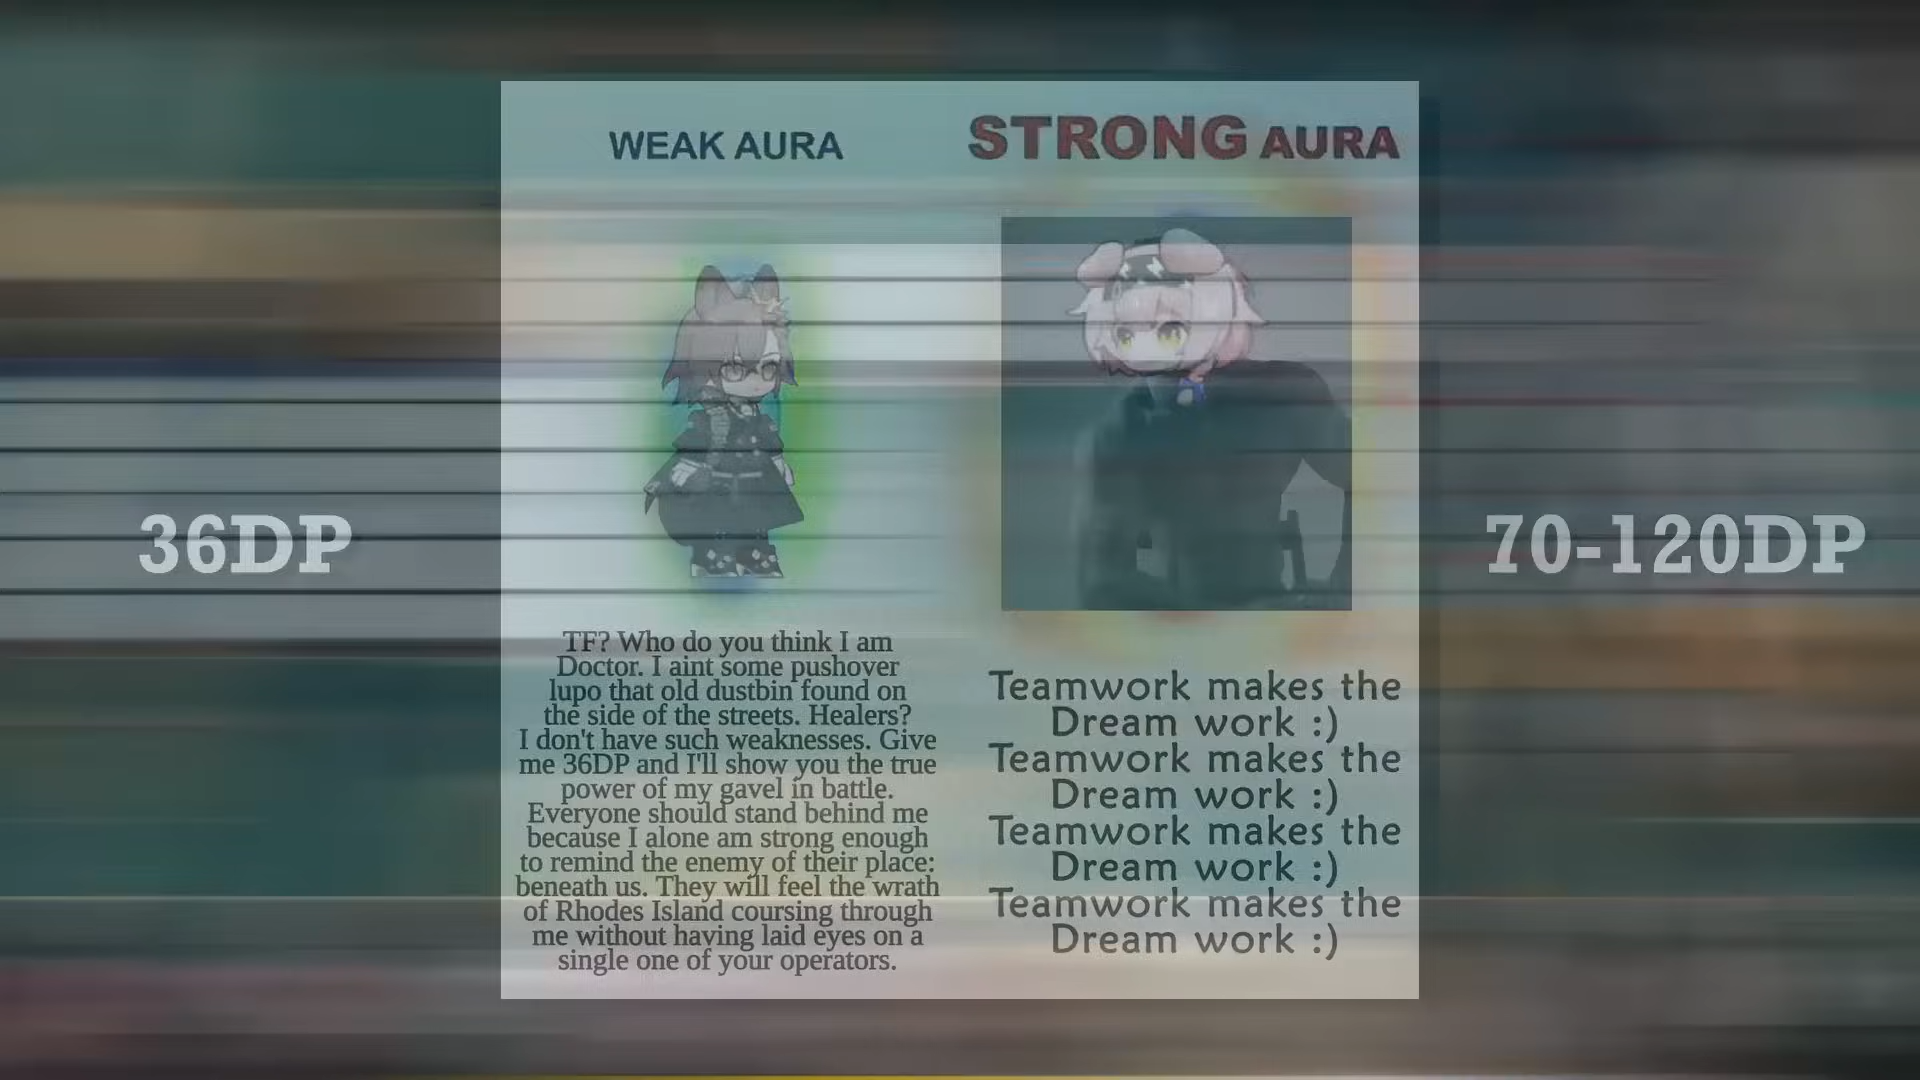 WEAK AURA
STRONG AURA
36DP
70-120DP
TF? Who do you think I am
Doctor. I aint some pushover
lupo that old dustbin found on
the side of the streets. Healers?
I don't have such weaknesses. Give
me 36DP and I'll show you the true
power of my gavel in battle.
Everyone should stand behind me
because I alone am strong enough
to remind the enemy of their place:
beneath us. They will feel the wrath
of Rhodes Island coursing through
me without having laid eyes on a
single one of your operators.
Teamwork makes the
Dream work :)
Teamwork makes the
Dream work :)
Teamwork makes the
Dream work :)
Teamwork makes the
Dream work :)